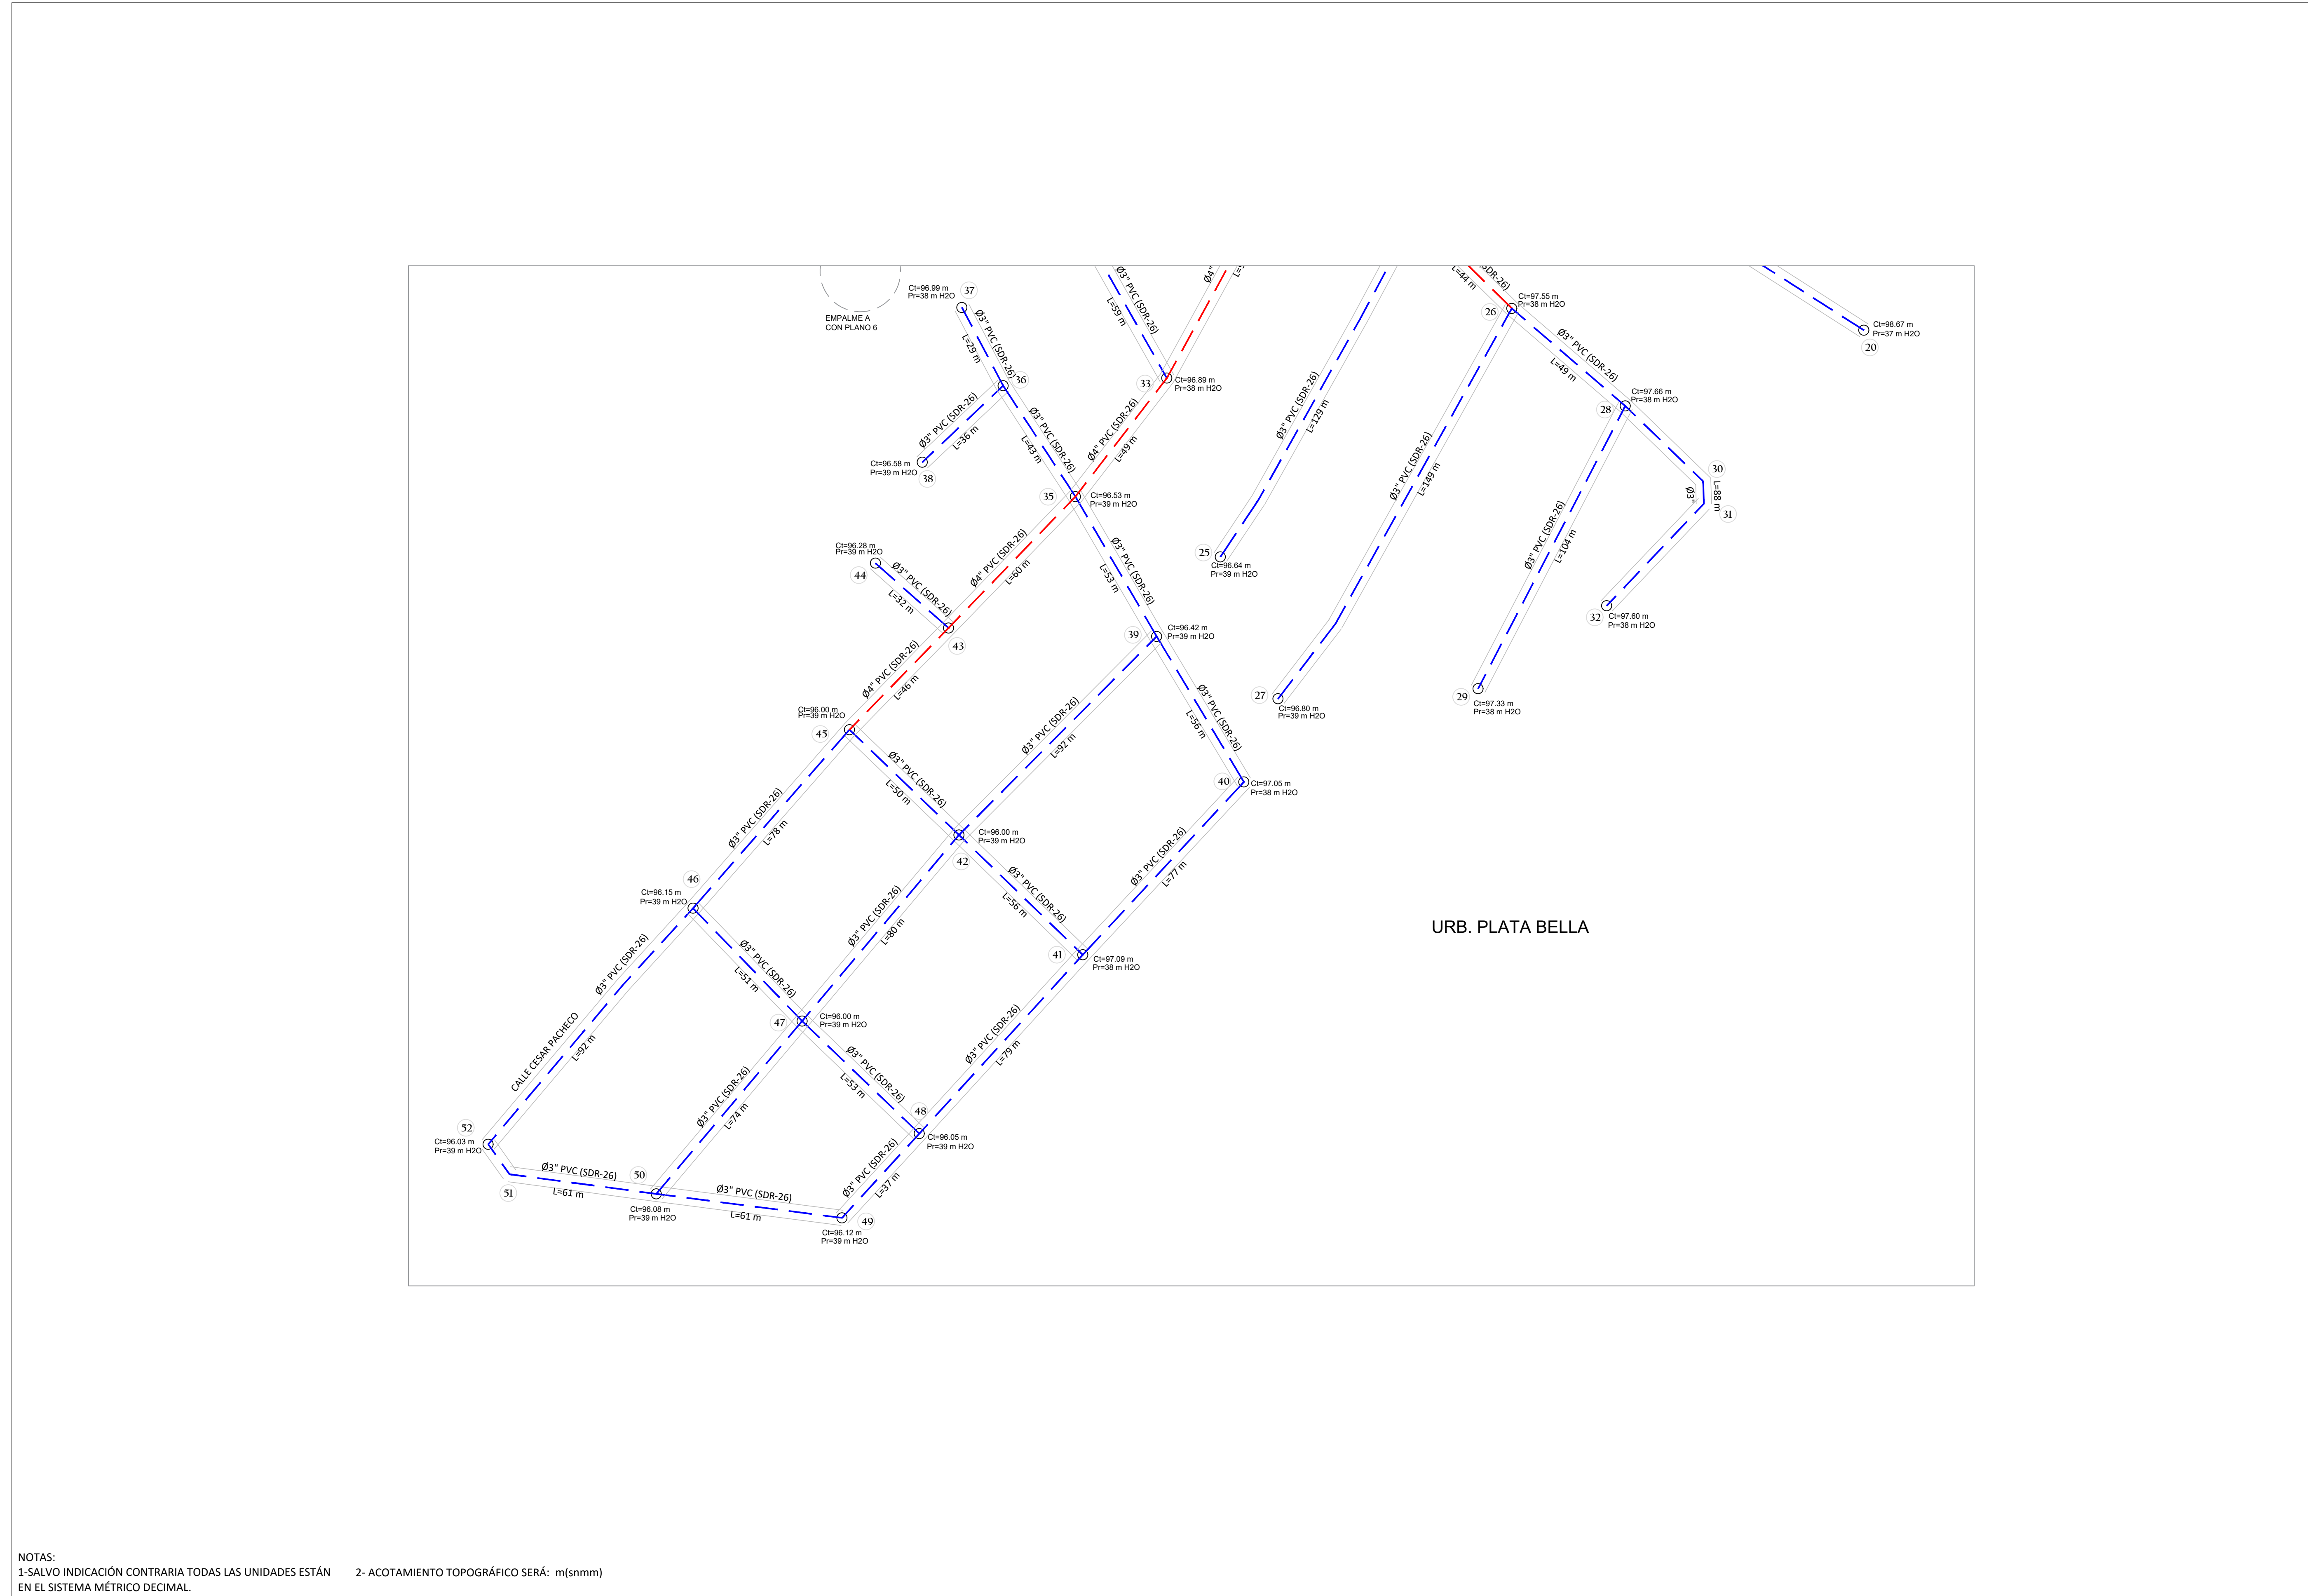 Ct=96.99 m
Pr=38 m H2O
37
EMPALME A
CON PLANO 6
Ø3" PVC (SDR-26)
L=29 m
36
Ø3" PVC (SDR-26)
L=36 m
Ct=96.58 m
Pr=39 m H2O
38
Ø3" PVC (SDR-26)
L=43 m
Ø3" PVC (SDR-26)
L=59 m
Ø4"
33
Ct=96.89 m
Pr=38 m H2O
Ø4" PVC (SDR-26)
L=49 m
35
Ct=96.53 m
Pr=39 m H2O
Ø3" PVC (SDR-26)
L=129 m
25
Ct=96.64 m
Pr=39 m H2O
SDR-26)
L=44 m
Ct=97.55 m
Pr=38 m H2O
26
Ø3" PVC (SDR-26)
L=49 m
Ct=98.67 m
Pr=37 m H2O
20
Ct=97.66 m
Pr=38 m H2O
28
Ø3" PVC (SDR-26)
L=149 m
27
Ct=96.80 m
Pr=39 m H2O
Ø3" PVC (SDR-26)
L=104 m
29
Ct=97.33 m
Pr=38 m H2O
30
Ø3"
L=88 m
31
32
Ct=97.60 m
Pr=38 m H2O
Ct=96.28 m
Pr=39 m H2O
44
Ø3" PVC (SDR-26)
L=32 m
Ø4" PVC (SDR-26)
L=60 m
43
Ø4" PVC (SDR-26)
L=46 m
Ø3" PVC (SDR-26)
L=53 m
39
Ct=96.42 m
Pr=39 m H2O
Ø3" PVC (SDR-26)
L=92 m
Ø3" PVC (SDR-26)
L=56 m
40
Ct=97.05 m
Pr=38 m H2O
Ct=96.00 m
Pr=39 m H2O
45
Ø3" PVC (SDR-26)
L=50 m
Ct=96.00 m
Pr=39 m H2O
42
Ø3" PVC (SDR-26)
L=78 m
Ø3" PVC (SDR-26)
L=56 m
Ø3" PVC (SDR-26)
L=77 m
41
Ct=97.09 m
Pr=38 m H2O
46
Ct=96.15 m
Pr=39 m H2O
Ø3" PVC (SDR-26)
L=80 m
Ø3" PVC (SDR-26)
L=51 m
47
Ct=96.00 m
Pr=39 m H2O
URB. PLATA BELLA
Ø3" PVC (SDR-26)
CALLE CESAR PACHECO
L=92 m
Ø3" PVC (SDR-26)
L=79 m
Ø3" PVC (SDR-26)
L=53 m
Ø3" PVC (SDR-26)
L=74 m
48
Ct=96.05 m
Pr=39 m H2O
52
Ct=96.03 m
Pr=39 m H2O
Ø3" PVC (SDR-26)
L=61 m
51
50
Ct=96.08 m
Pr=39 m H2O
Ø3" PVC (SDR-26)
L=61 m
Ø3" PVC (SDR-26)
L=37 m
49
Ct=96.12 m
Pr=39 m H2O
NOTAS:
1-SALVO INDICACIÓN CONTRARIA TODAS LAS UNIDADES ESTÁN
EN EL SISTEMA MÉTRICO DECIMAL.
2- ACOTAMIENTO TOPOGRÁFICO SERÁ: m(snmm)